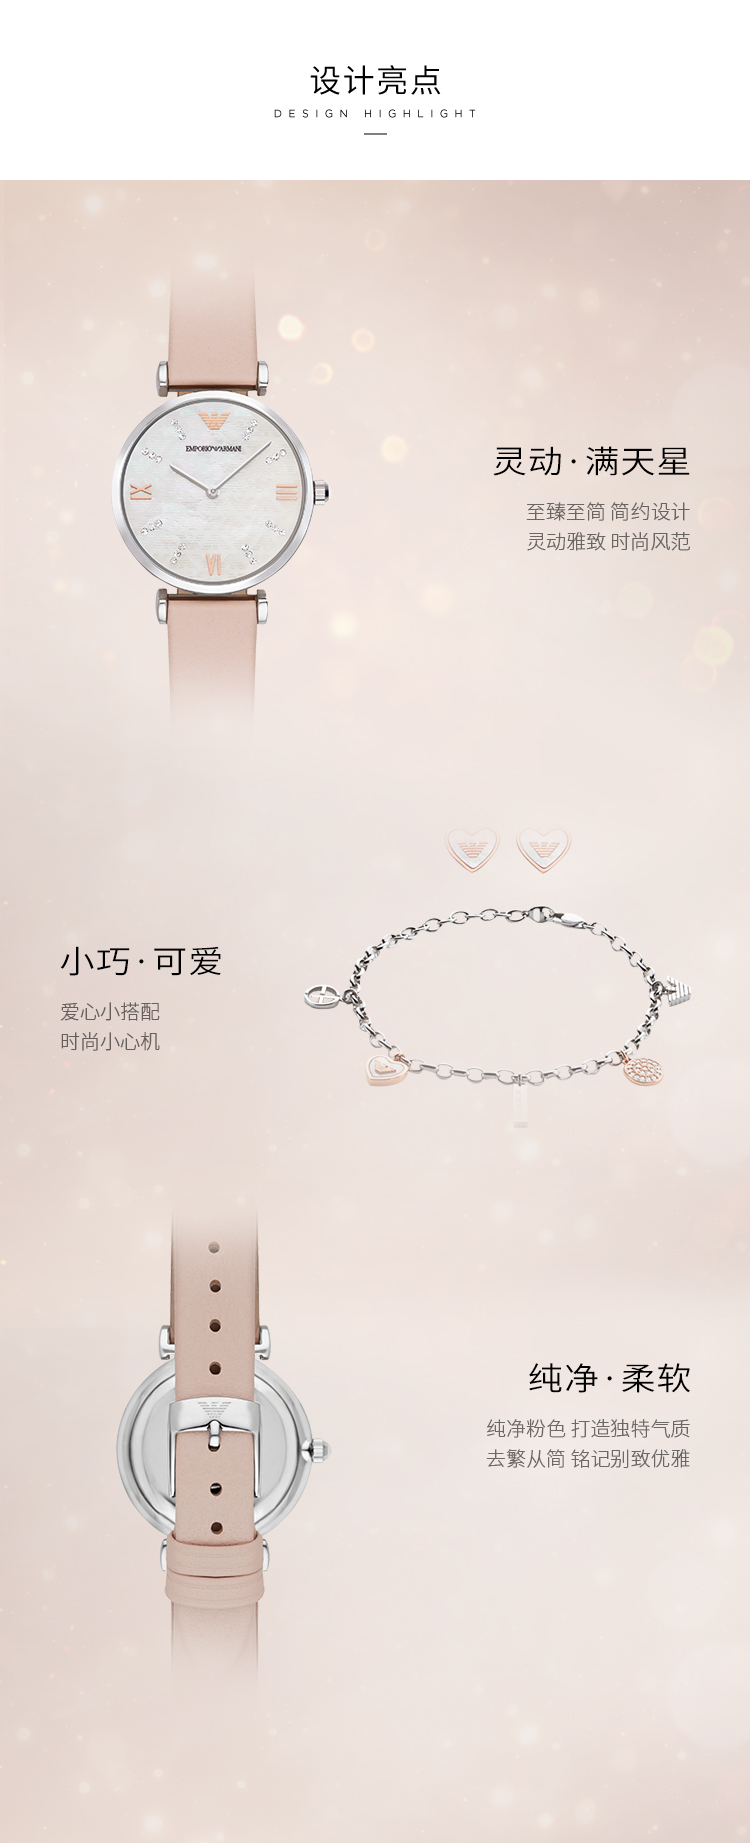 设计亮点
DESIGN HIGHLIGHT
EMPORIO ARMANI
灵动·满天星
至臻至简 简约设计
灵动雅致 时尚风范
小巧·可爱
爱心小搭配
时尚小心机
纯净·柔软
纯净粉色 打造独特气质
去繁从简 铭记别致优雅